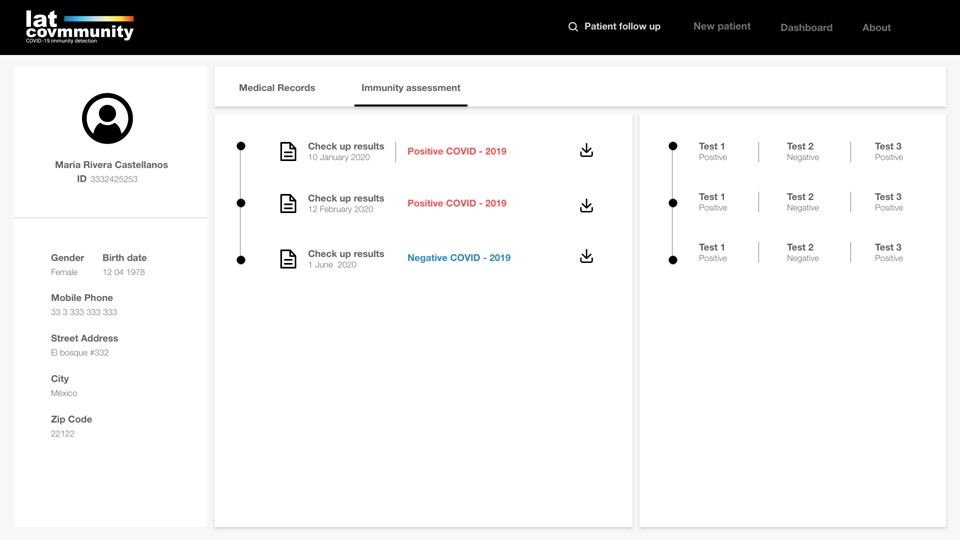 lat
covmmunity
COVID-19 immunity detection
Patient follow up
New patient
Dashboard
About
María Rivera Castellanos
ID 3332425253
Gender Birth date
Female 12 04 1978
Mobile Phone
33 3 333 333 333
Street Address
El bosque #332
City
México
Zip Code
22122
Medical Records
Immunity assessment
Check up results
10 January 2020
Positive COVID - 2019
Check up results
12 February 2020
Positive COVID - 2019
Check up results
1 June 2020
Negative COVID - 2019
Test 1 Test 2 Test 3
Positive Negative Positive
Test 1 Test 2 Test 3
Positive Negative Positive
Test 1 Test 2 Test 3
Positive Negative Positive